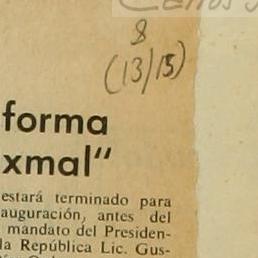 8
(13/15)
forma
xmal"
estará terminado para
auguración, antes del
mandato del Presiden-
la República Lic. Gus-